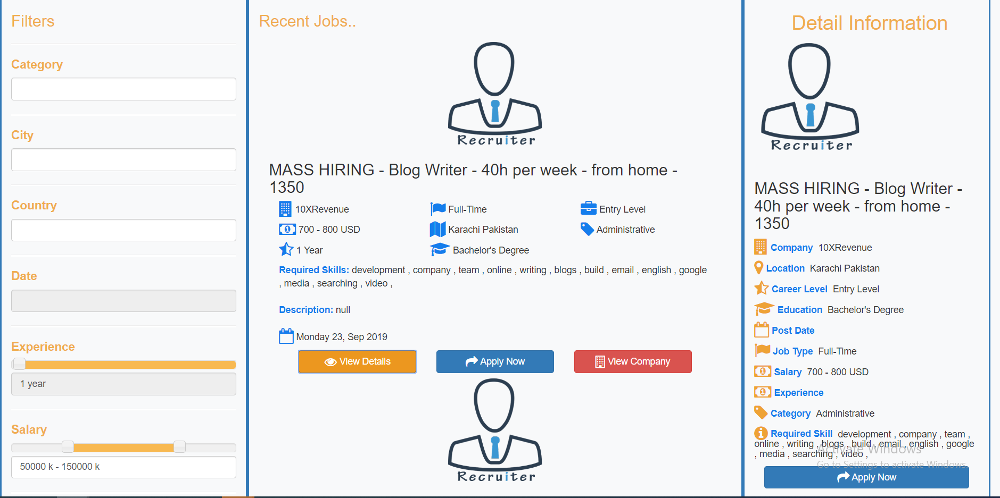 Filters
Category
City
Country
Date
Experience
1 year
Salary
50000 k - 150000 k
Recent Jobs..
Recruiter
MASS HIRING - Blog Writer - 40h per week - from home -
1350
10XRevenue
Full-Time
Entry Level
700 - 800 USD
Karachi Pakistan
Administrative
1 Year
Bachelor's Degree
Required Skills: development , company , team , online , writing , blogs , build , email , english , google
, media , searching , video ,
Description: null
Monday 23, Sep 2019
View Details
Apply Now
View Company
Recruiter
Detail Information
Recruiter
MASS HIRING - Blog Writer -
40h per week - from home -
1350
Company 10XRevenue
Location Karachi Pakistan
Career Level Entry Level
Education Bachelor's Degree
Post Date
Job Type Full-Time
Salary 700 - 800 USD
Experience
Category Administrative
Required Skill development , company , team ,
online , writing , blogs , build , email , english , google
, media , searching , video ,
Activate Windows
Go to Settings to activate Windows.
Apply Now